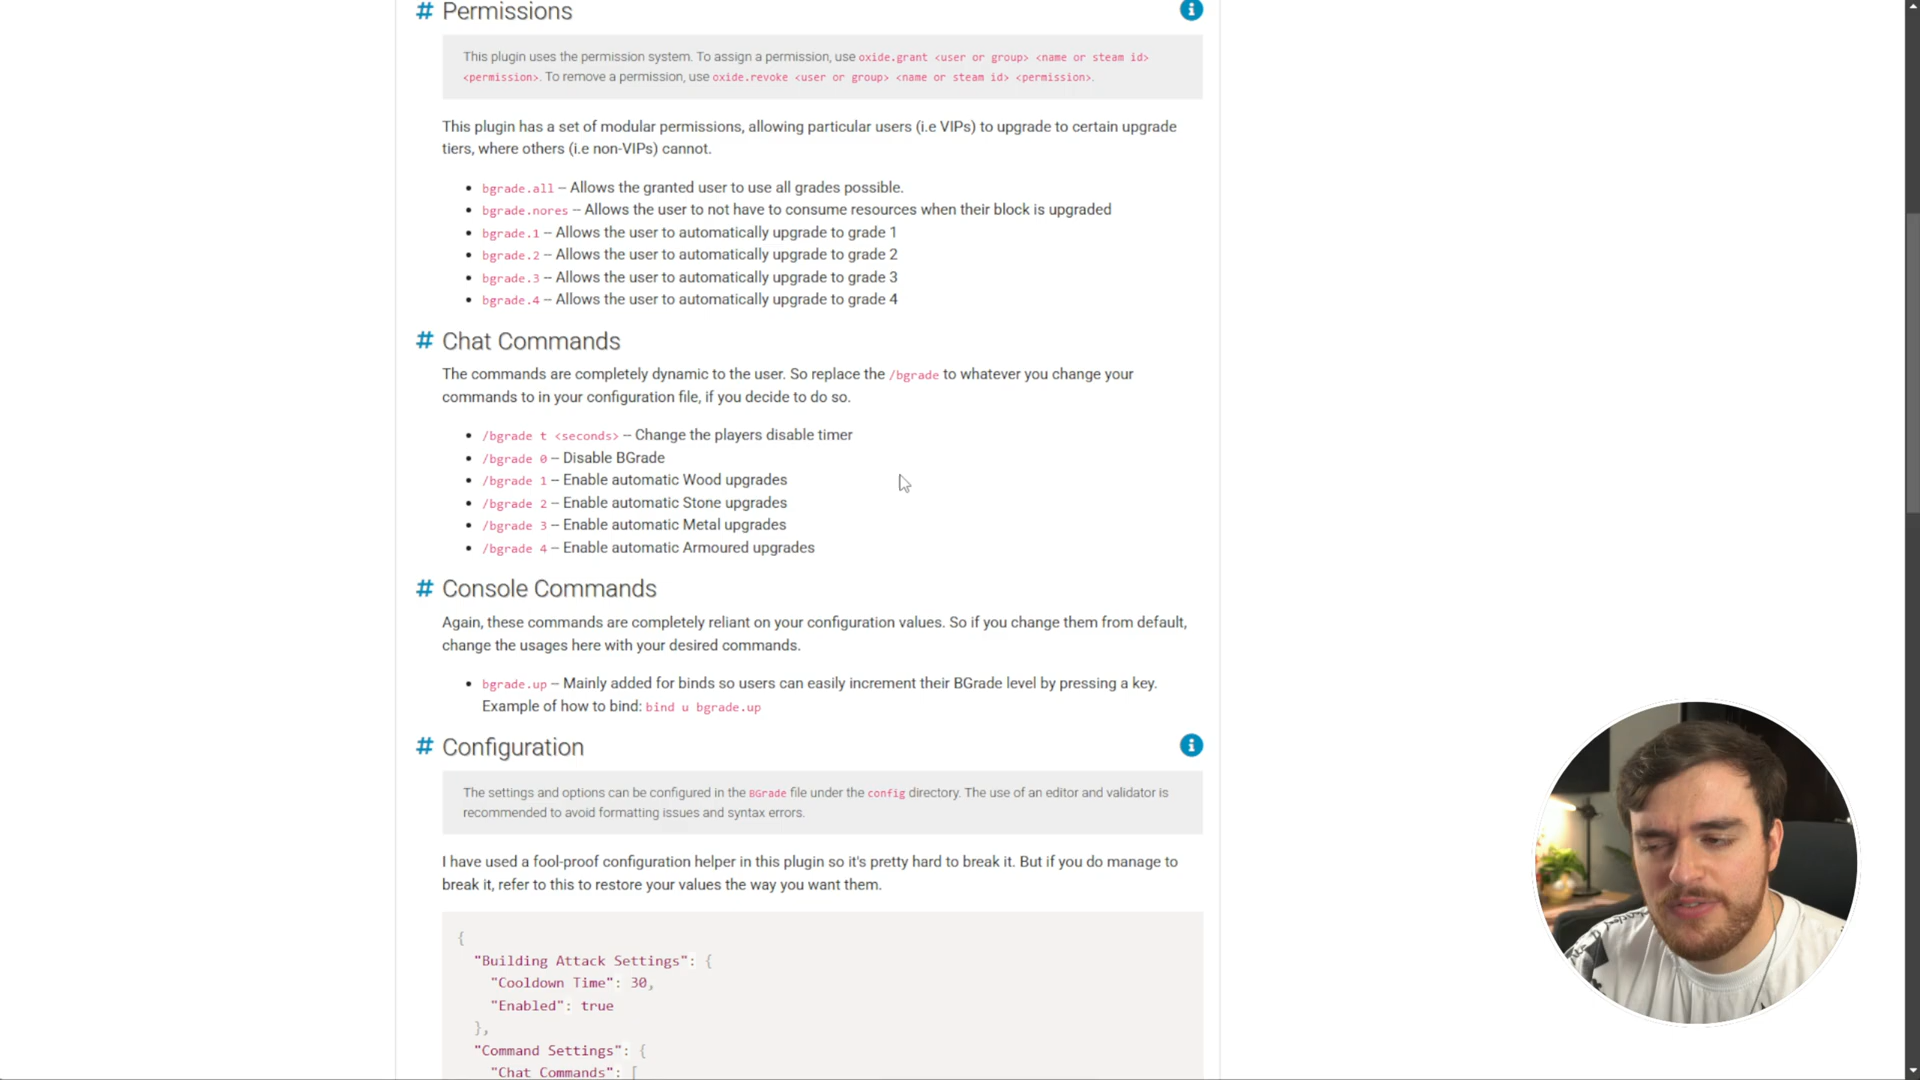 # Permissions
This plugin uses the permission system. To assign a permission, use oxide.grant <user or group> <name or steam id>
<permission>. To remove a permission, use oxide.revoke <user or group> <name or steam id> <permission>.
This plugin has a set of modular permissions, allowing particular users (i.e VIPs) to upgrade to certain upgrade
tiers, where others (i.e non-VIPs) cannot.
• bgrade.all – Allows the granted user to use all grades possible.
• bgrade.nores – Allows the user to not have to consume resources when their block is upgraded
• bgrade.1 – Allows the user to automatically upgrade to grade 1
• bgrade.2 – Allows the user to automatically upgrade to grade 2
• bgrade.3 – Allows the user to automatically upgrade to grade 3
• bgrade.4 – Allows the user to automatically upgrade to grade 4
# Chat Commands
The commands are completely dynamic to the user. So replace the /bgrade to whatever you change your
commands to in your configuration file, if you decide to do so.
• /bgrade t <seconds> – Change the players disable timer
• /bgrade 0 – Disable BGrade
• /bgrade 1 – Enable automatic Wood upgrades
• /bgrade 2 – Enable automatic Stone upgrades
• /bgrade 3 – Enable automatic Metal upgrades
• /bgrade 4 – Enable automatic Armoured upgrades
# Console Commands
Again, these commands are completely reliant on your configuration values. So if you change them from default,
change the usages here with your desired commands.
• bgrade.up – Mainly added for binds so users can easily increment their BGrade level by pressing a key.
Example of how to bind: bind u bgrade.up
# Configuration
The settings and options can be configured in the BGrade file under the config directory. The use of an editor and validator is
recommended to avoid formatting issues and syntax errors.
I have used a fool-proof configuration helper in this plugin so it's pretty hard to break it. But if you do manage to
break it, refer to this to restore your values the way you want them.
{
"Building Attack Settings": {
"Cooldown Time": 30,
"Enabled": true
},
"Command Settings": {
"Chat Commands": [